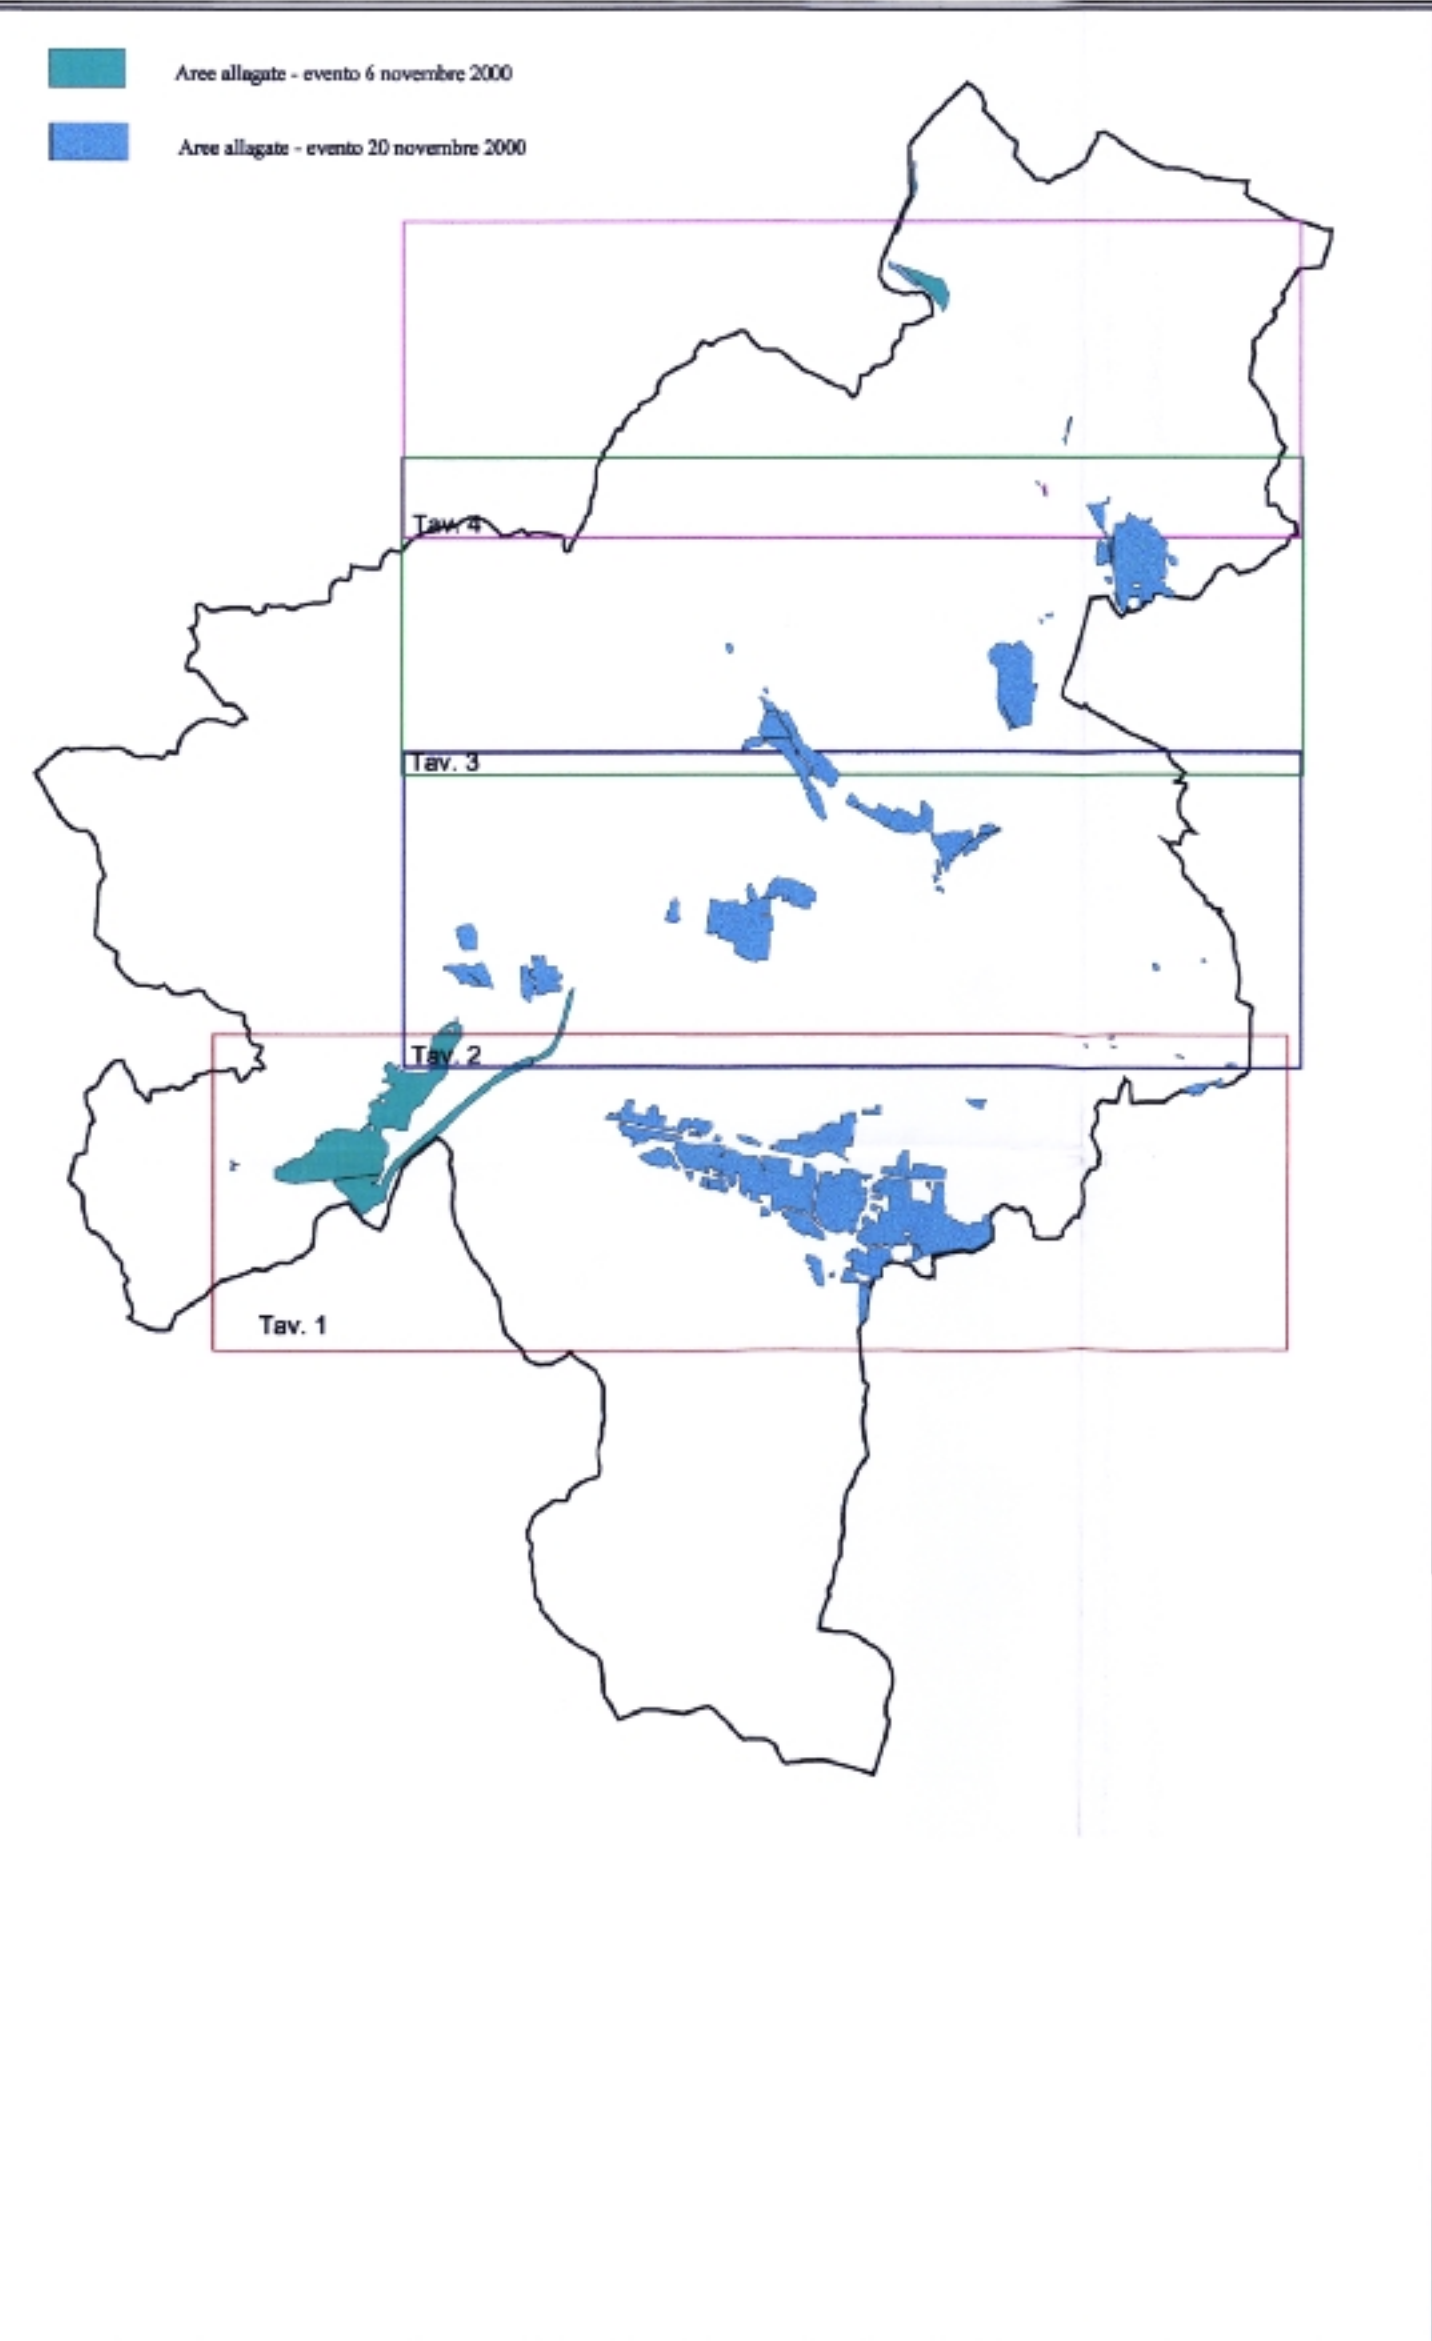 Aree allagate - evento 6 novembre 2000
Aree allagate - evento 20 novembre 2000
Tav. 4
Tav. 3
Tav. 2
Tav. 1